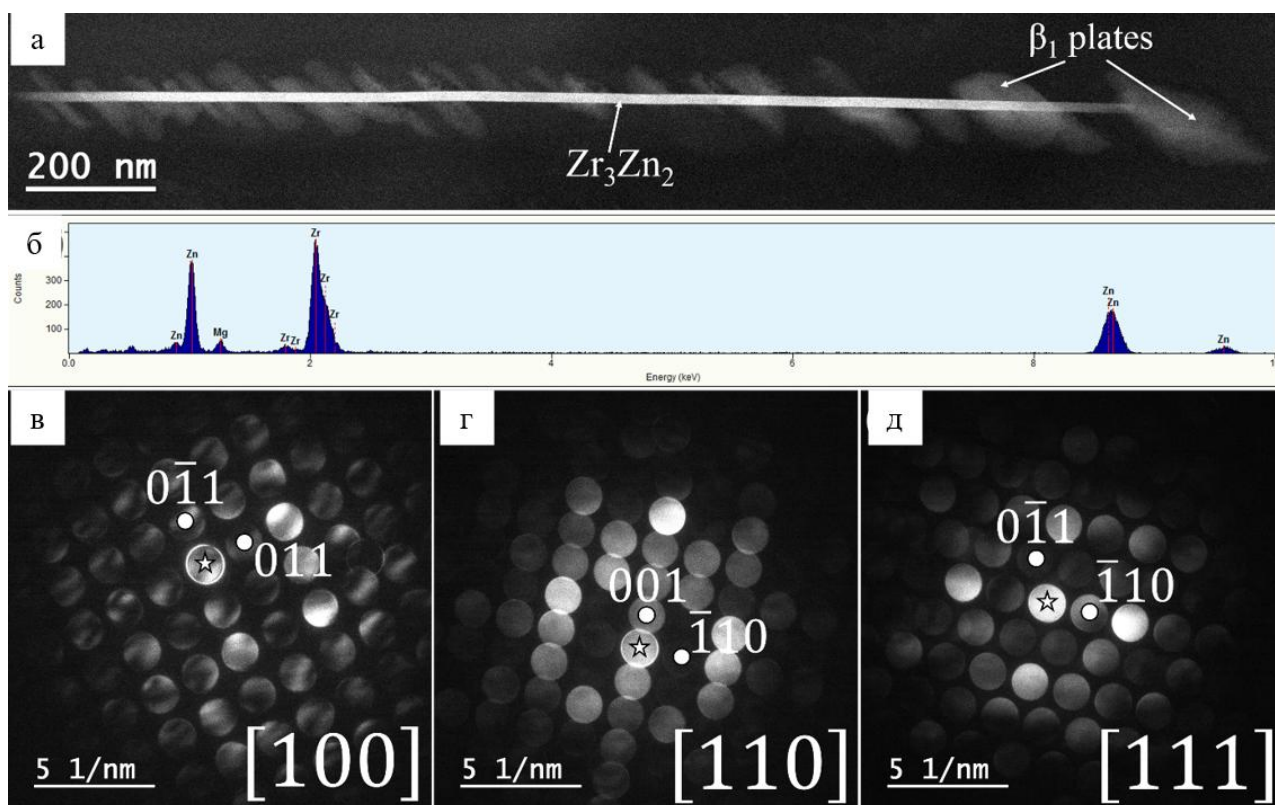 а
β₁ plates
Zr₃Zn₂
200 nm
б
Counts
300
200
100
Zn
Zn
Mg
Zr
Zr
Zr
Zr
Zr
Zn
Zn
Zn
0.0
2
4
6
8
Energy (keV)
в
01̅1
011
5 1/nm
[100]
г
001
1̅10
5 1/nm
[110]
д
01̅1
1̅10
5 1/nm
[111]